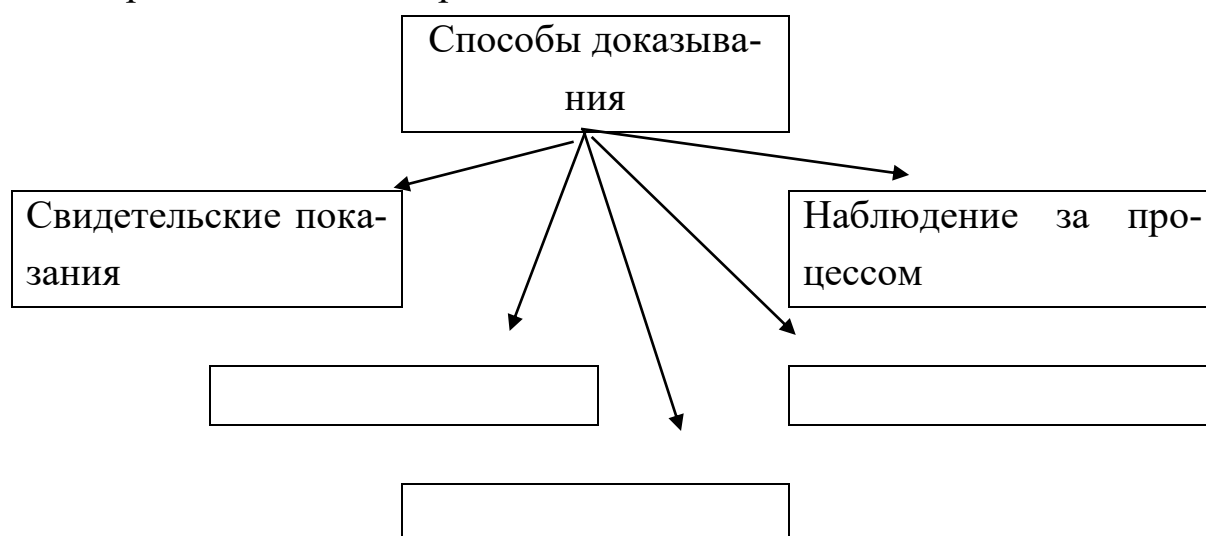 Способы доказыва-
ния
Свидетельские пока-
зания
Наблюдение за про-
цессом